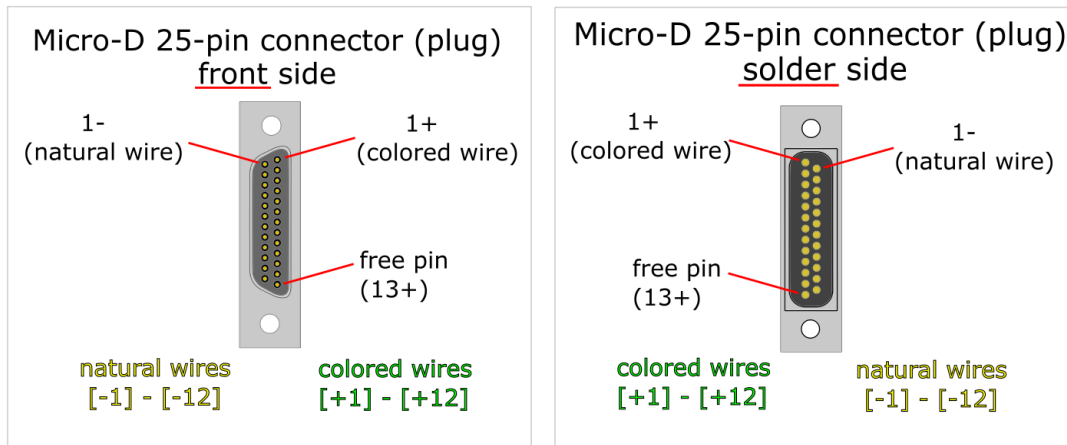 Micro-D 25-pin connector (plug)
front side
1-
(natural wire)
1+
(colored wire)
free pin
(13+)
natural wires
[-1] - [-12]
colored wires
[+1] - [+12]
Micro-D 25-pin connector (plug)
solder side
1+
(colored wire)
1-
(natural wire)
free pin
(13+)
colored wires
[+1] - [+12]
natural wires
[-1] - [-12]